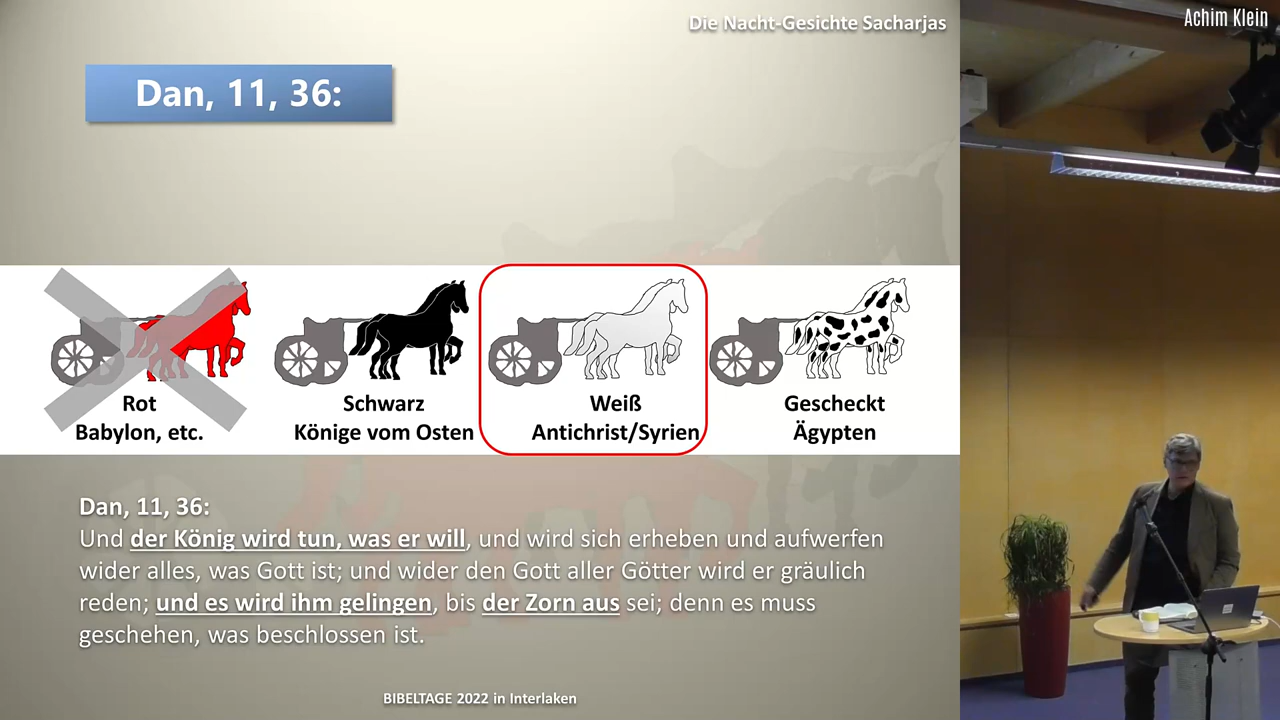 Die Nacht-Gesichte Sacharjas
Achim Klein
Dan, 11, 36:
Rot
Babylon, etc.
Schwarz
Könige vom Osten
Weiß
Antichrist/Syrien
Gescheckt
Ägypten
Dan, 11, 36:
Und der König wird tun, was er will, und wird sich erheben und aufwerfen
wider alles, was Gott ist; und wider den Gott aller Götter wird er gräulich
reden; und es wird ihm gelingen, bis der Zorn aus sei; denn es muss
geschehen, was beschlossen ist.
BIBELTAGE 2022 in Interlaken